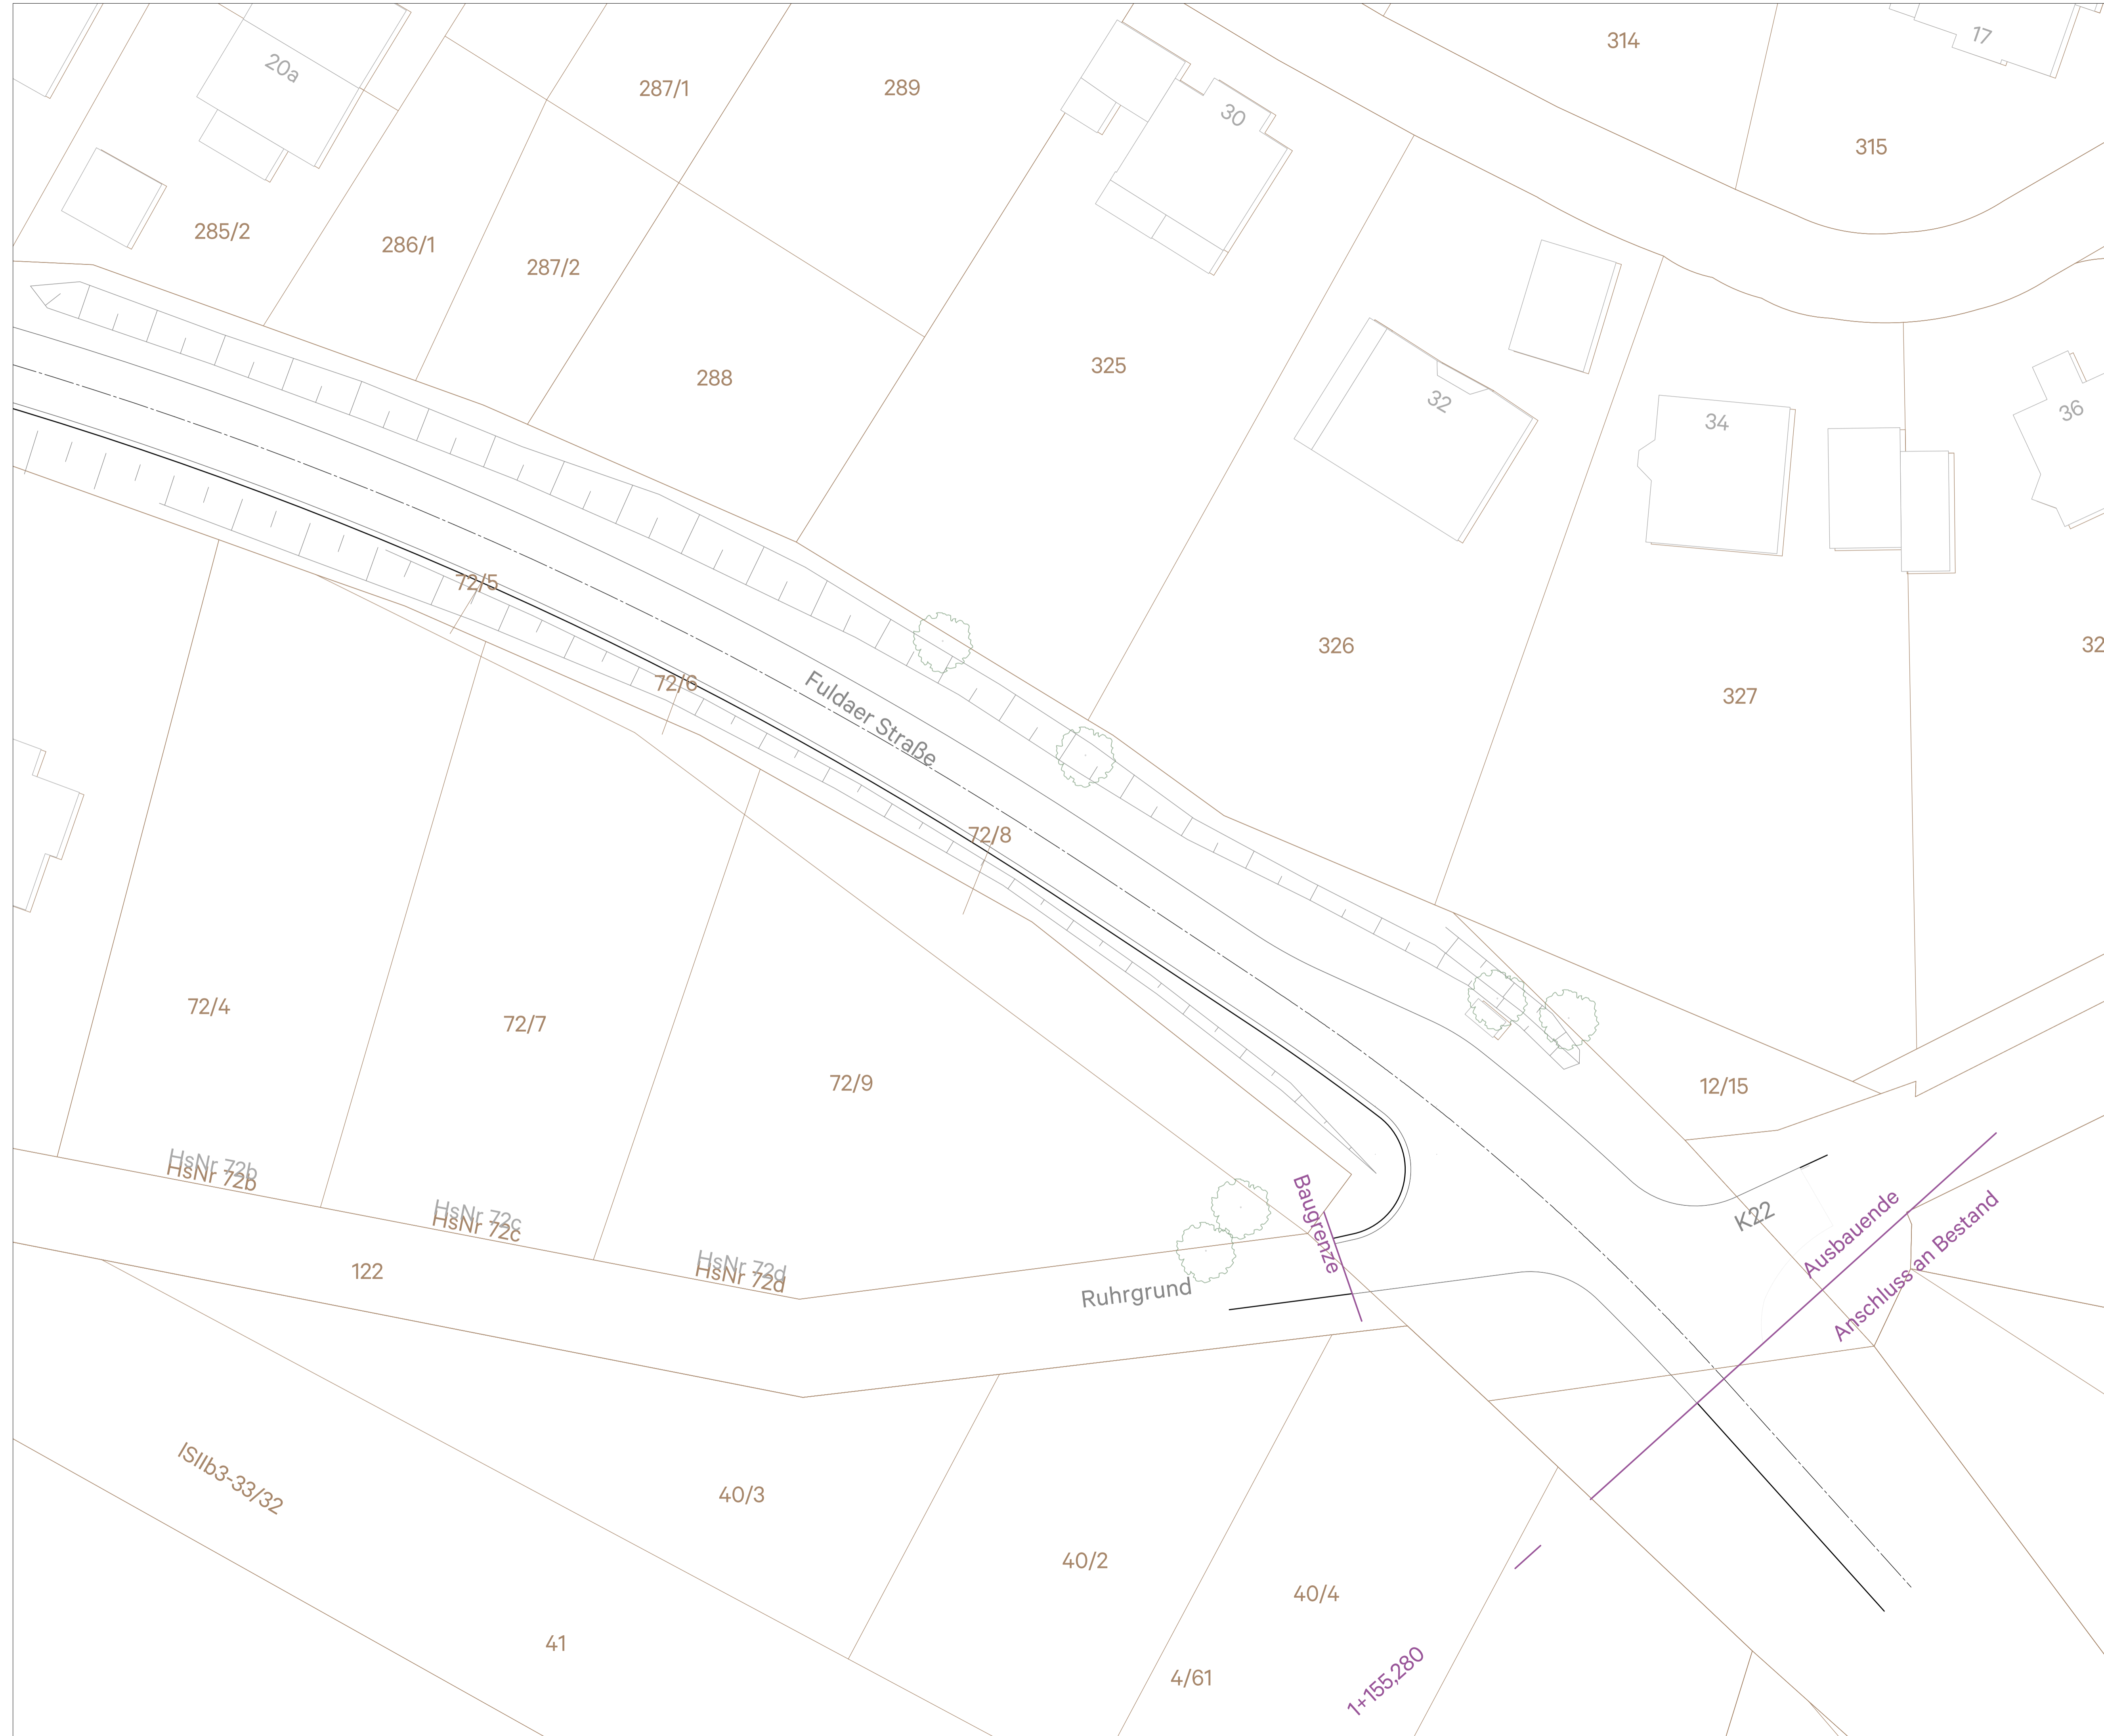 314
17
20a
287/1
289
30
315
285/2
286/1
287/2
325
288
32
34
36
72/5
326
32
72/6
327
Fuldaer Straße
72/8
72/4
72/7
72/9
12/15
HsNr 72b
HsNr 72b
Baugrenze
K22
Ausbauende
Anschluss an Bestand
HsNr 72c
HsNr 72c
HsNr 72d
HsNr 72d
122
Ruhrgrund
ISIIb3-33/32
40/3
40/2
40/4
41
4/61
1+155,280